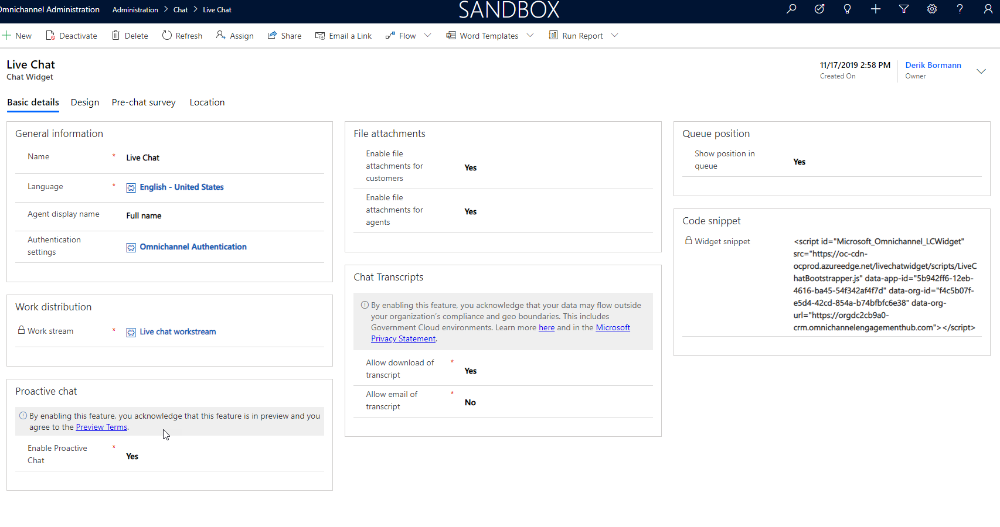 Omnichannel Administration
Administration > Chat > Live Chat
SANDBOX
New
Deactivate
Delete
Refresh
Assign
Share
Email a Link
Flow
Word Templates
Run Report
Live Chat
Chat Widget
11/17/2019 2:58 PM
Created On
Derik Bormann
Owner
Basic details
Design
Pre-chat survey
Location
General information
Name
*
Live Chat
Language
*
English - United States
Agent display name
Full name
Authentication
settings
Omnichannel Authentication
Work distribution
Work stream
*
Live chat workstream
Proactive chat
By enabling this feature, you acknowledge that this feature is in preview and you
agree to the Preview Terms.
Enable Proactive
Chat
*
Yes
File attachments
Enable file
attachments for
customers
Yes
Enable file
attachments for
agents
Yes
Chat Transcripts
By enabling this feature, you acknowledge that your data may flow outside
your organization's compliance and geo boundaries. This includes
Government Cloud environments. Learn more here and in the Microsoft
Privacy Statement.
Allow download of
transcript
*
Yes
Allow email of
transcript
*
No
Queue position
Show position in
queue
Yes
Code snippet
Widget snippet
<script id="Microsoft_Omnichannel_LCWidget"
src="https://oc-cdn-
ocprod.azureedge.net/livechatwidget/scripts/LiveC
hatBootstrapper.js" data-app-id="5b942ff6-12eb-
4616-ba45-54f342af4f7d" data-org-id="f4c5b07f-
e5d4-42cd-854a-b74bfbfc6e38" data-org-
url="https://orgdc2cb9a0-
crm.omnichannelengagementhub.com"></script>